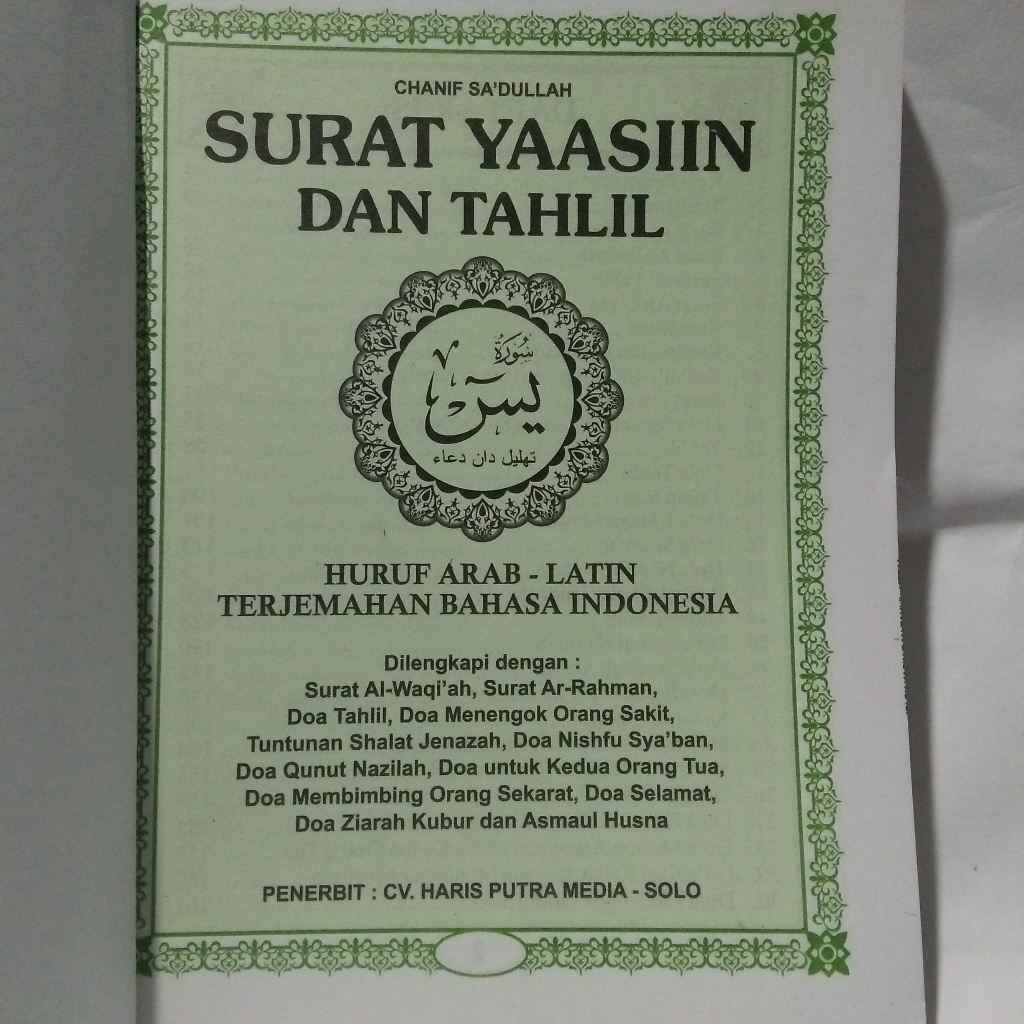 CHANIF SA'DULLAH
SURAT YAASIIN
DAN TAHLIL
سورة
يس
تهليل دان دعاء
HURUF ARAB - LATIN
TERJEMAHAN BAHASA INDONESIA
Dilengkapi dengan :
Surat Al-Waqi'ah, Surat Ar-Rahman,
Doa Tahlil, Doa Menengok Orang Sakit,
Tuntunan Shalat Jenazah, Doa Nishfu Sya'ban,
Doa Qunut Nazilah, Doa untuk Kedua Orang Tua,
Doa Membimbing Orang Sekarat, Doa Selamat,
Doa Ziarah Kubur dan Asmaul Husna
PENERBIT : CV. HARIS PUTRA MEDIA - SOLO